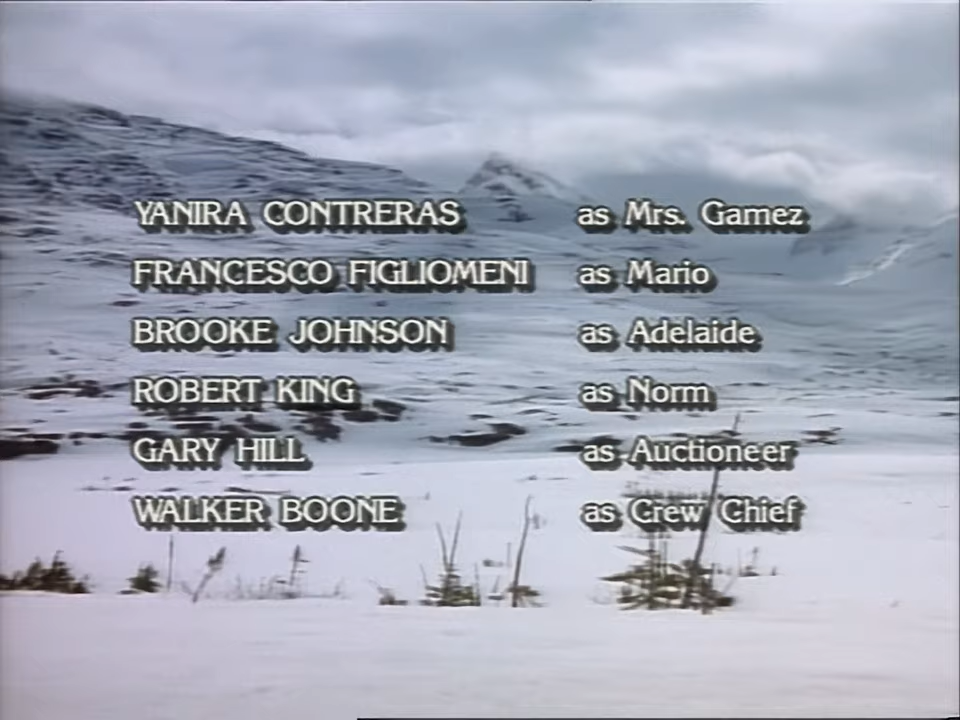 YANIRA CONTRERAS as Mrs. Gamez
FRANCESCO FIGLIOMENI as Mario
BROOKE JOHNSON as Adelaide
ROBERT KING as Norm
GARY HILL as Auctioneer
WALKER BOONE as Crew Chief